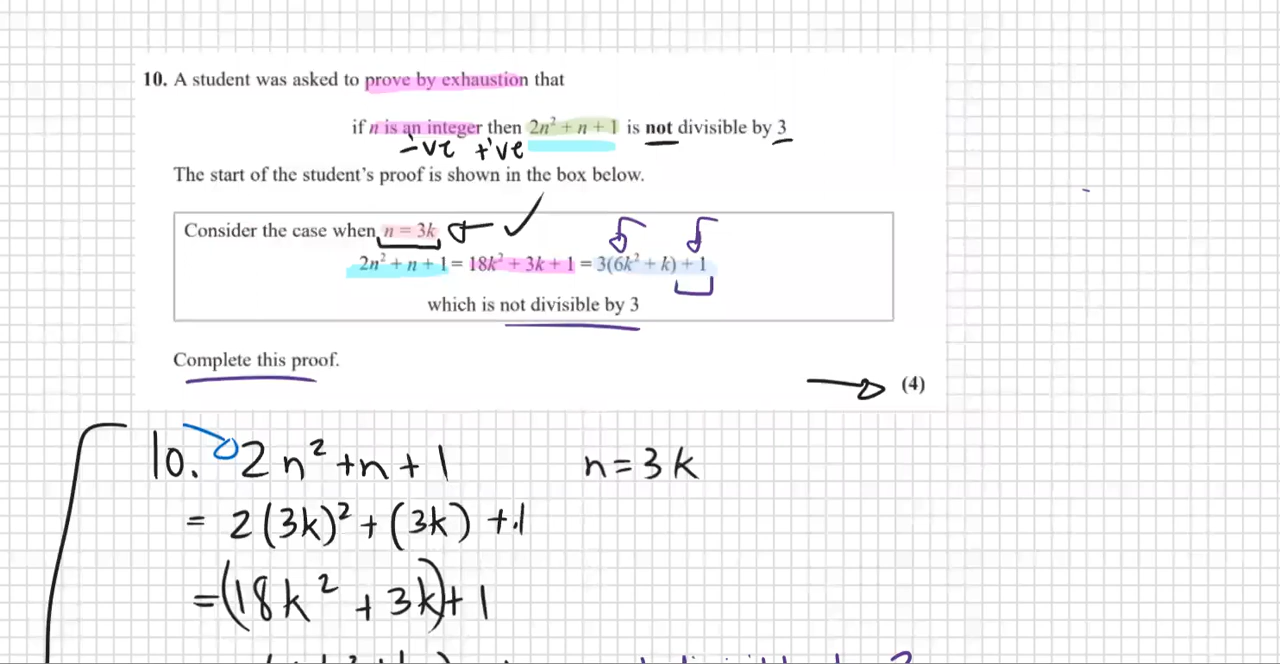 10. A student was asked to prove by exhaustion that
if n is an integer then 2n² + n + 1 is not divisible by 3
-ve +ve
The start of the student's proof is shown in the box below.
Consider the case when n = 3k
2n² + n + 1 = 18k² + 3k + 1 = 3(6k² + k) + 1
which is not divisible by 3
Complete this proof.
(4)
10. 2n² + n + 1 n = 3k
= 2(3k)² + (3k) + 1
= (18k² + 3k) + 1